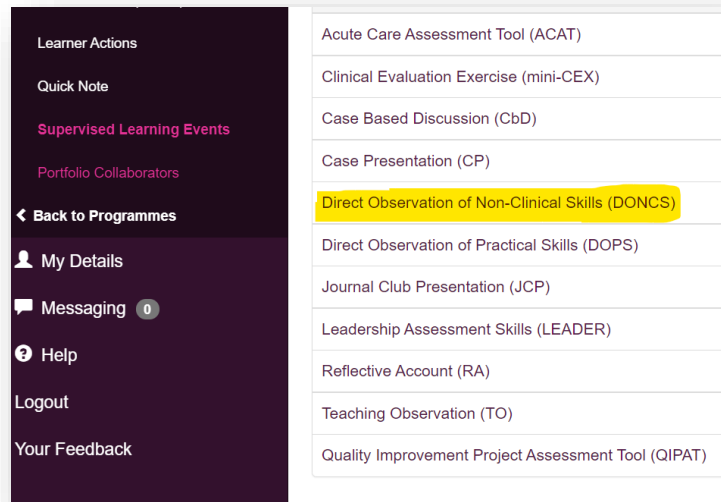 Learner Actions
Quick Note
Supervised Learning Events
Portfolio Collaborators
Back to Programmes
My Details
Messaging 0
Help
Logout
Your Feedback
Acute Care Assessment Tool (ACAT)
Clinical Evaluation Exercise (mini-CEX)
Case Based Discussion (CbD)
Case Presentation (CP)
Direct Observation of Non-Clinical Skills (DONCS)
Direct Observation of Practical Skills (DOPS)
Journal Club Presentation (JCP)
Leadership Assessment Skills (LEADER)
Reflective Account (RA)
Teaching Observation (TO)
Quality Improvement Project Assessment Tool (QIPAT)